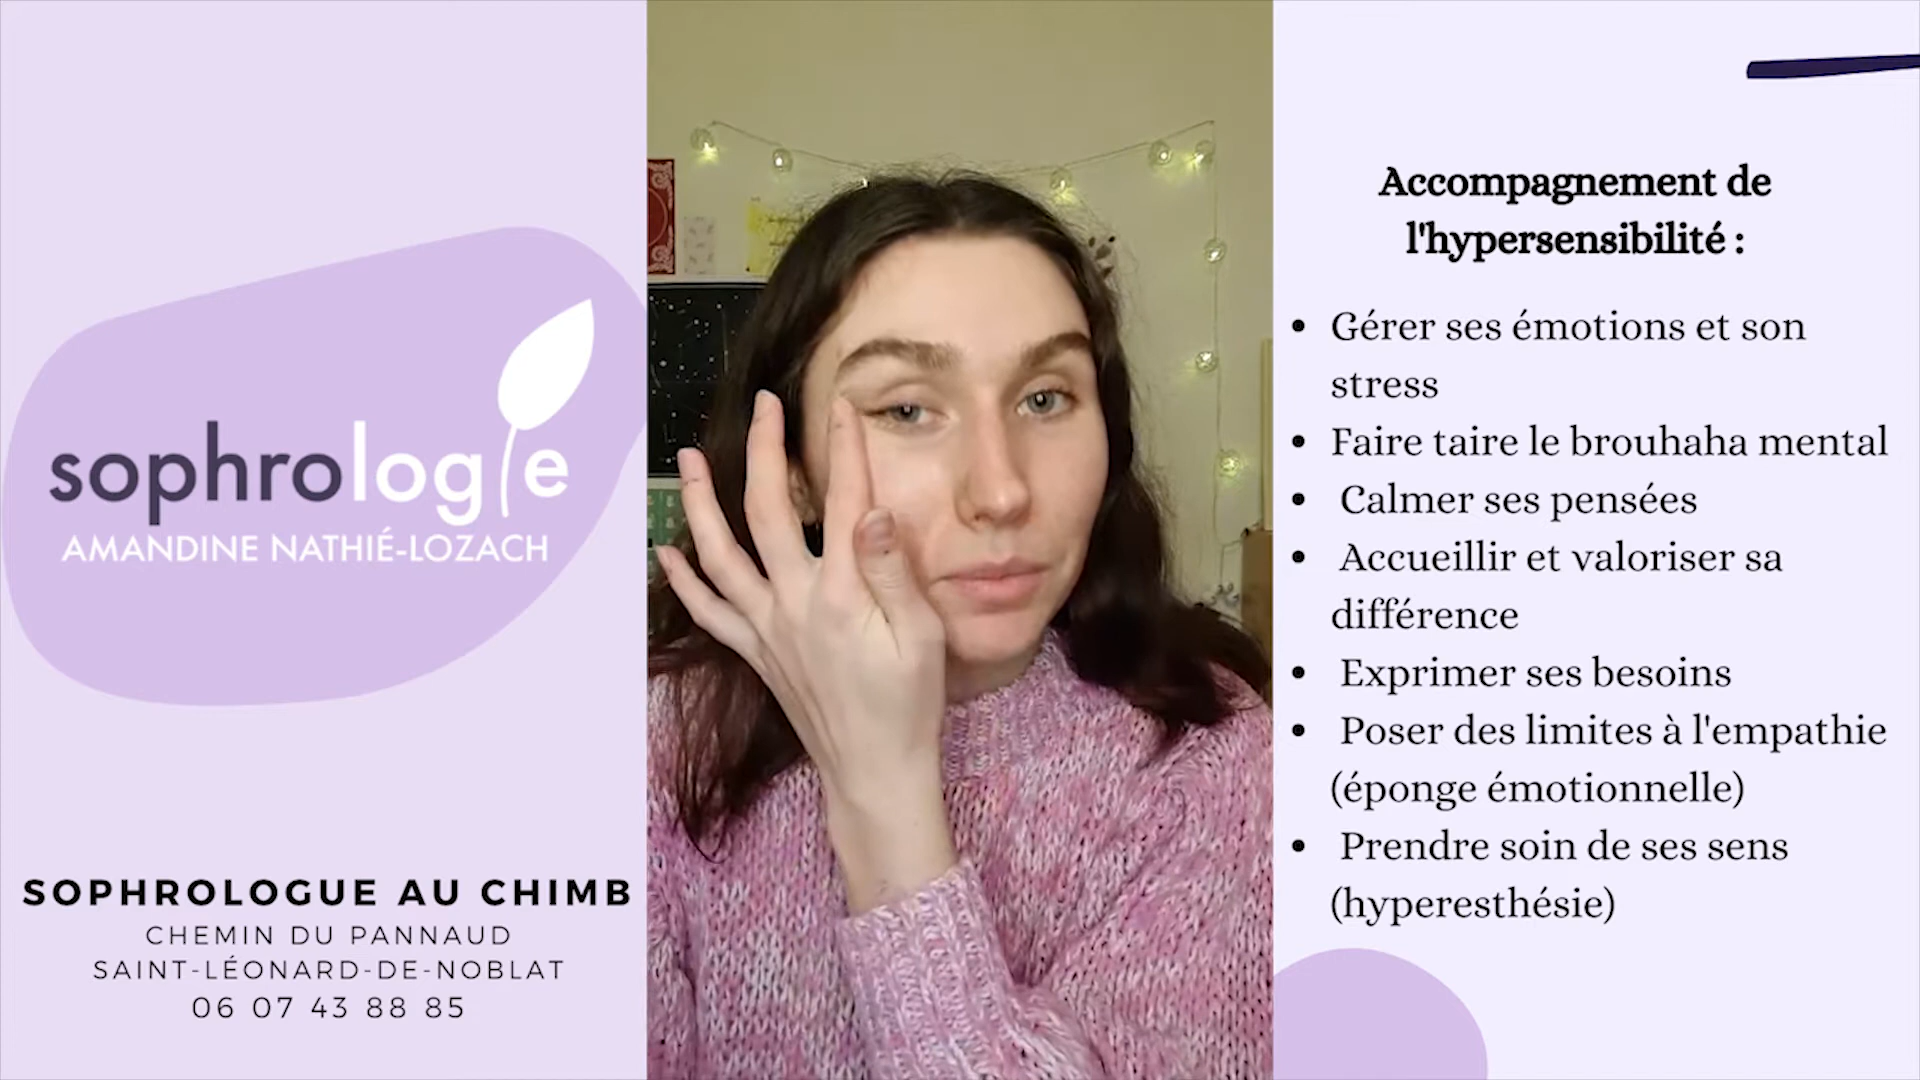 sophrologie
AMANDINE NATHIÉ-LOZACH
SOPHROLOGUE AU CHIMB
CHEMIN DU PANNAUD
SAINT-LÉONARD-DE-NOBLAT
06 07 43 88 85
Accompagnement de
l'hypersensibilité :
• Gérer ses émotions et son
stress
• Faire taire le brouhaha mental
• Calmer ses pensées
• Accueillir et valoriser sa
différence
• Exprimer ses besoins
• Poser des limites à l'empathie
(éponge émotionnelle)
• Prendre soin de ses sens
(hyperesthésie)